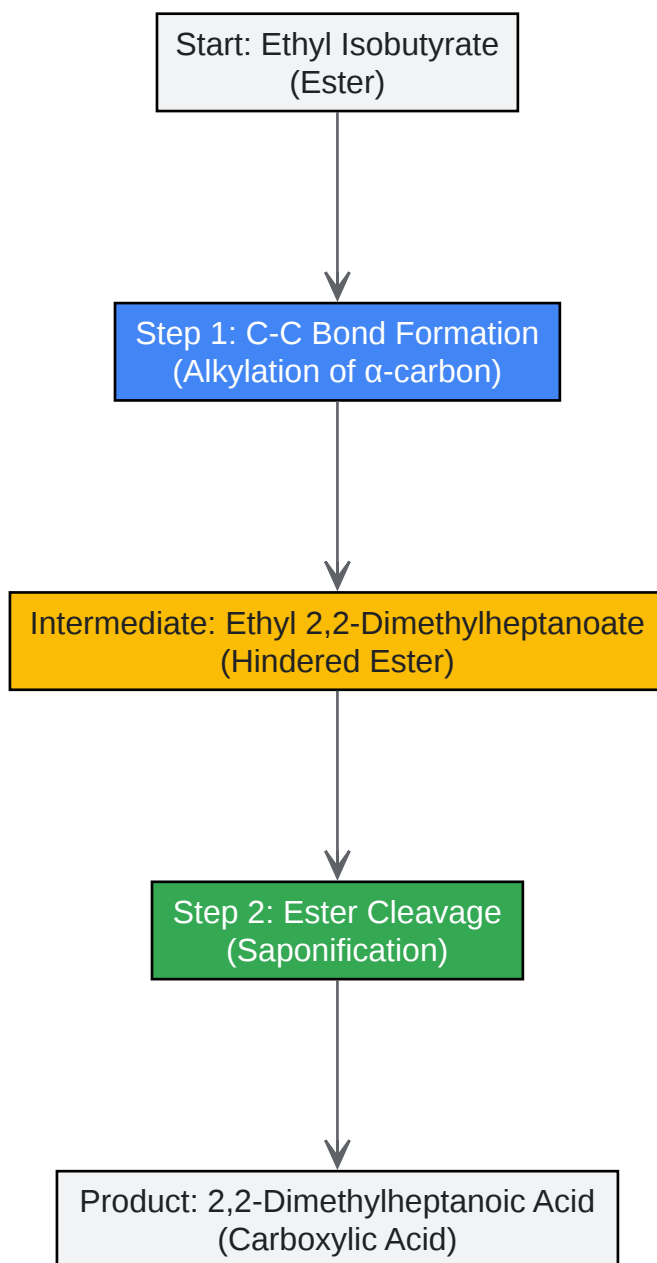 Start: Ethyl Isobutyrate
(Ester)
Step 1: C-C Bond Formation
(Alkylation of α-carbon)
Intermediate: Ethyl 2,2-Dimethylheptanoate
(Hindered Ester)
Step 2: Ester Cleavage
(Saponification)
Product: 2,2-Dimethylheptanoic Acid
(Carboxylic Acid)